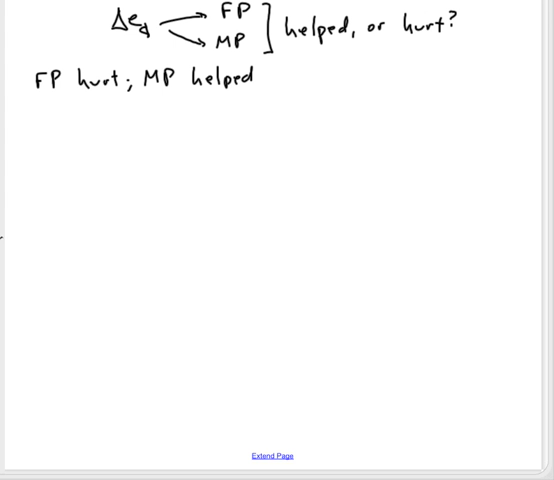 Δe_d → FP ] helped, or hurt?
→ MP
FP hurt; MP helped
Extend Page